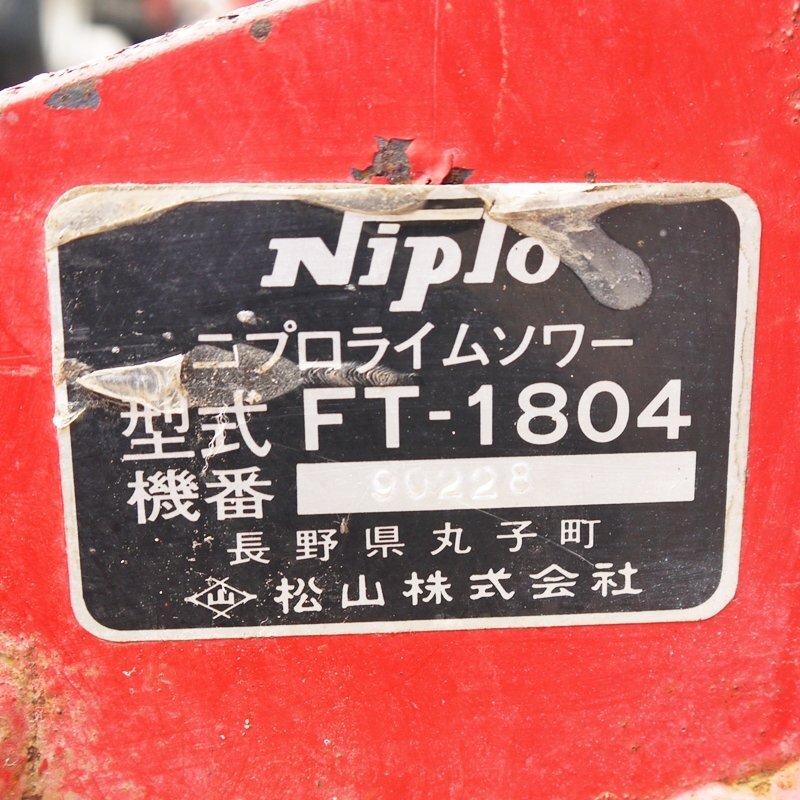 Niplo
ニプロライムソワー
型式 FT-1804
機番 90228
長野県丸子町
山 松山株式会社